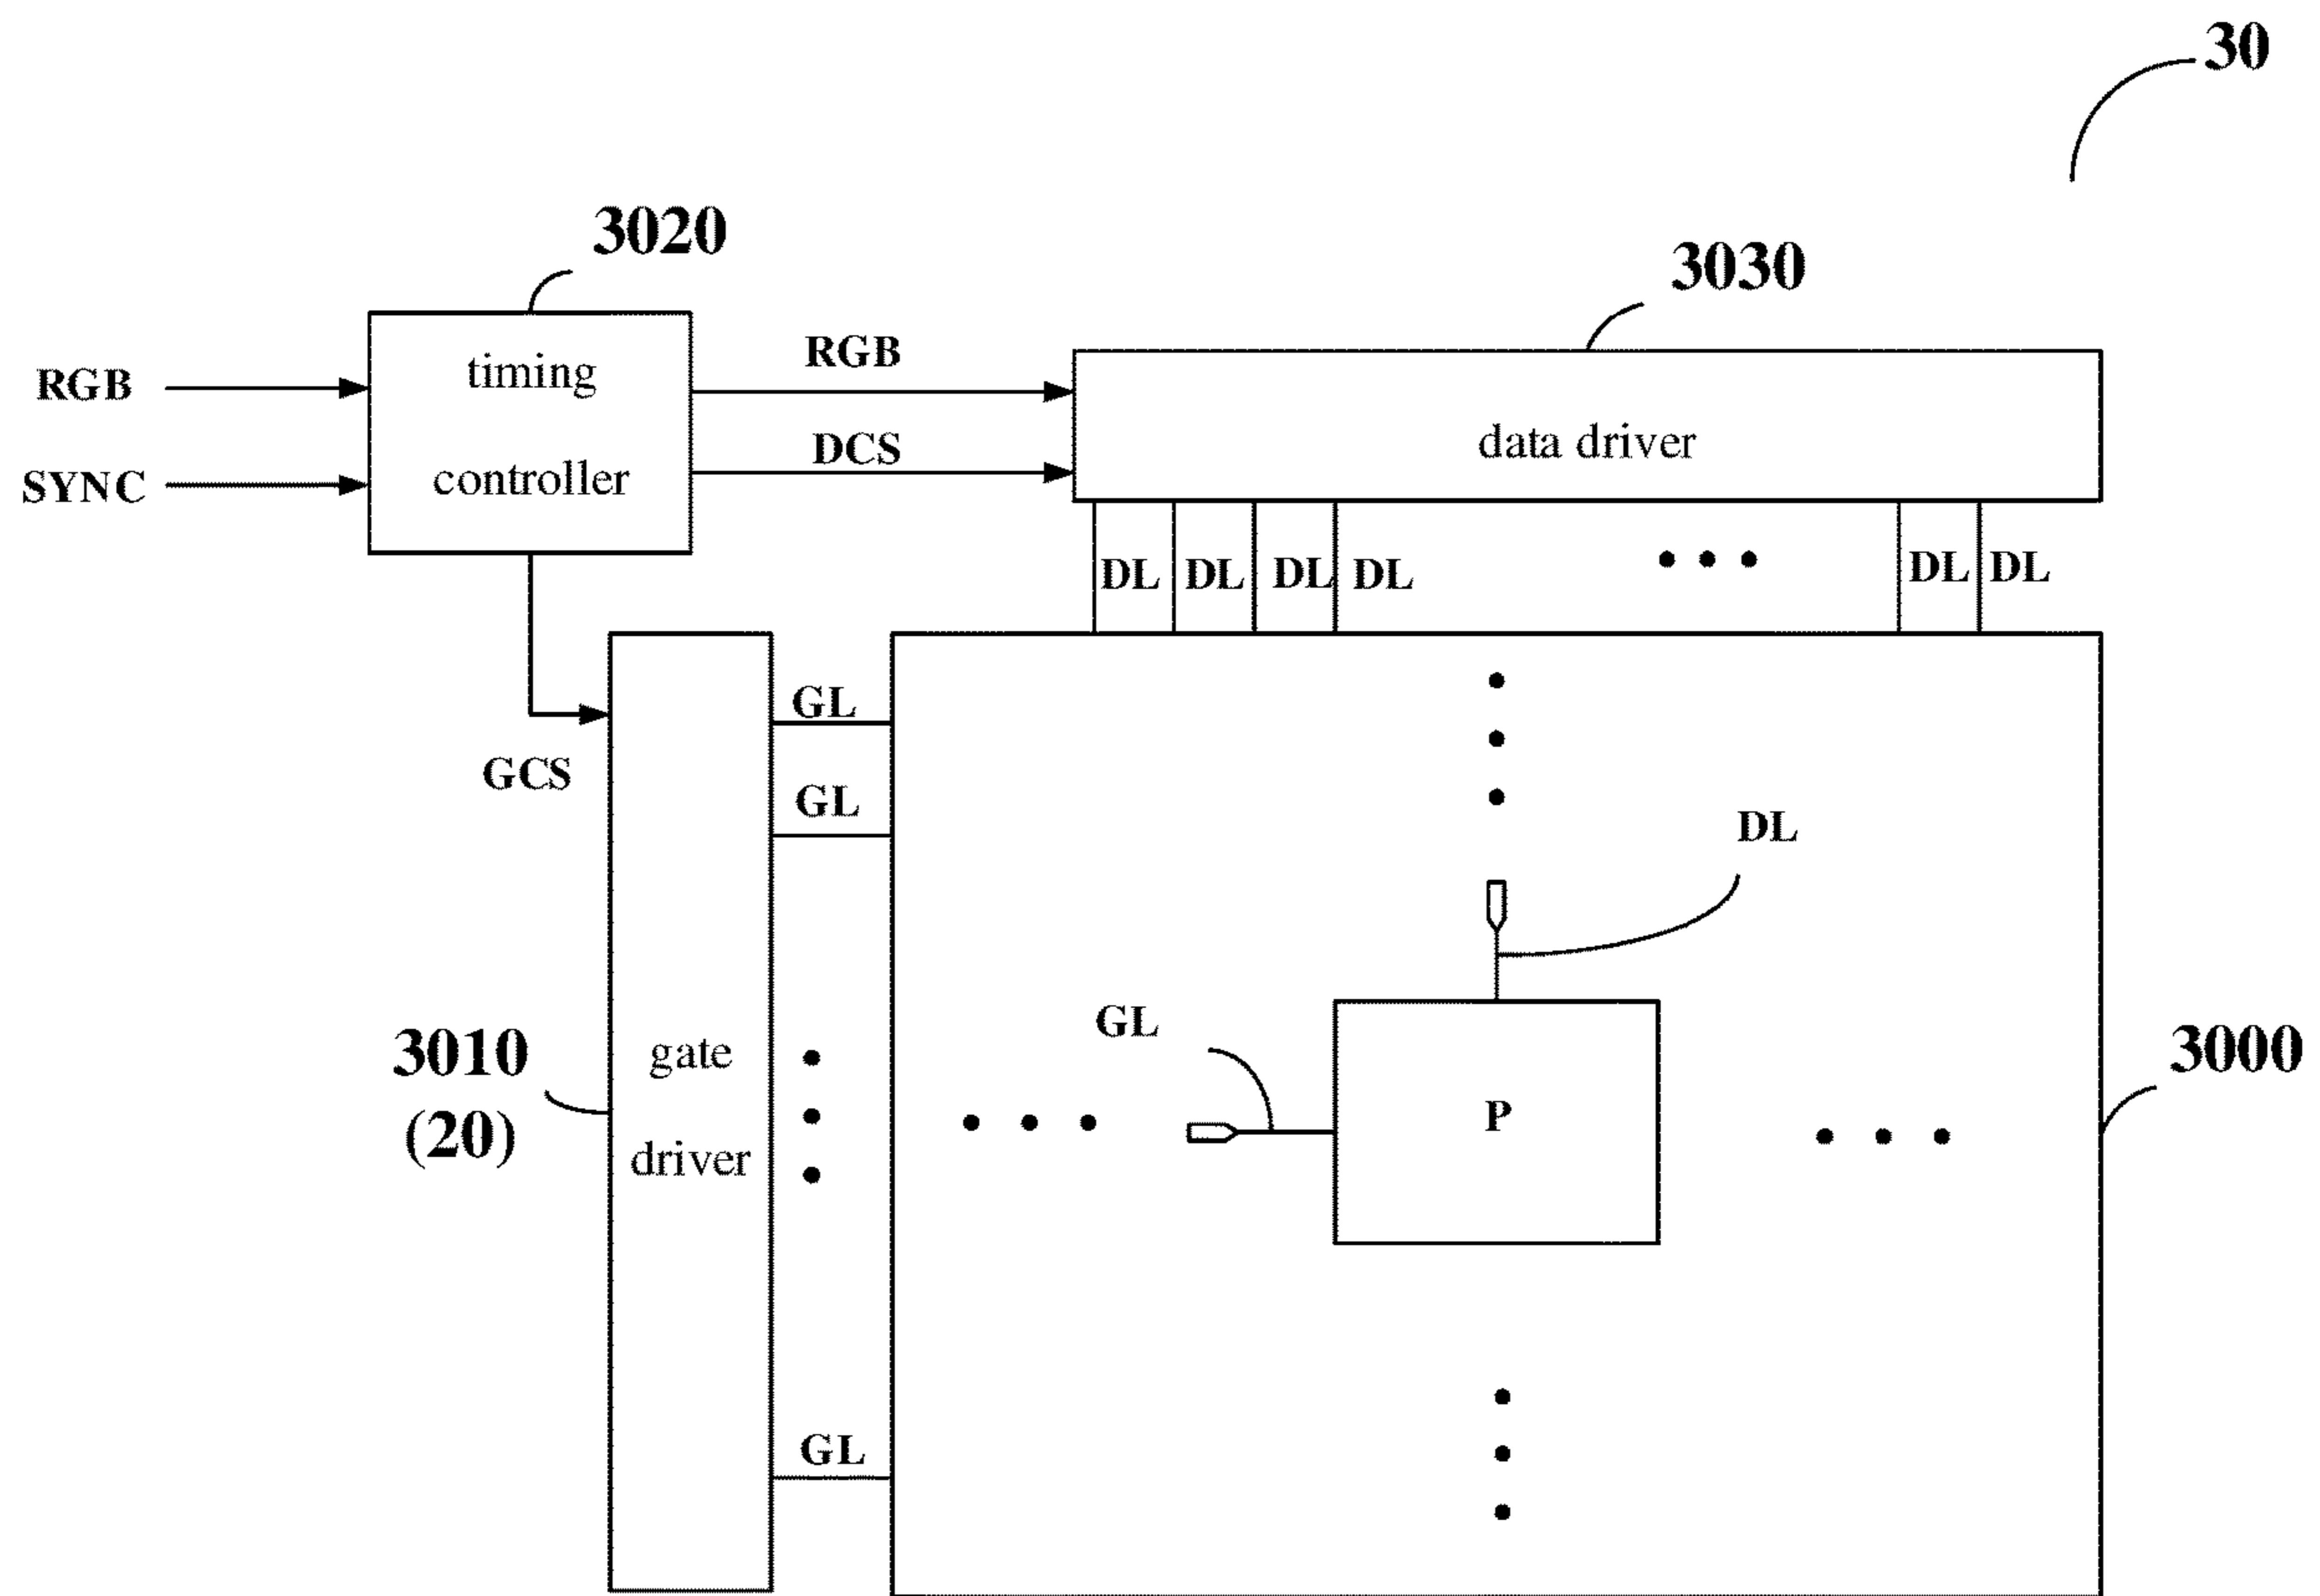 30
3020
3030
RGB
timing
RGB
SYNC
controller
DCS
data driver
DL DL DL DL DL DL
GL
GCS
GL
DL
GL
3010
(20)
gate
driver
P
3000
GL